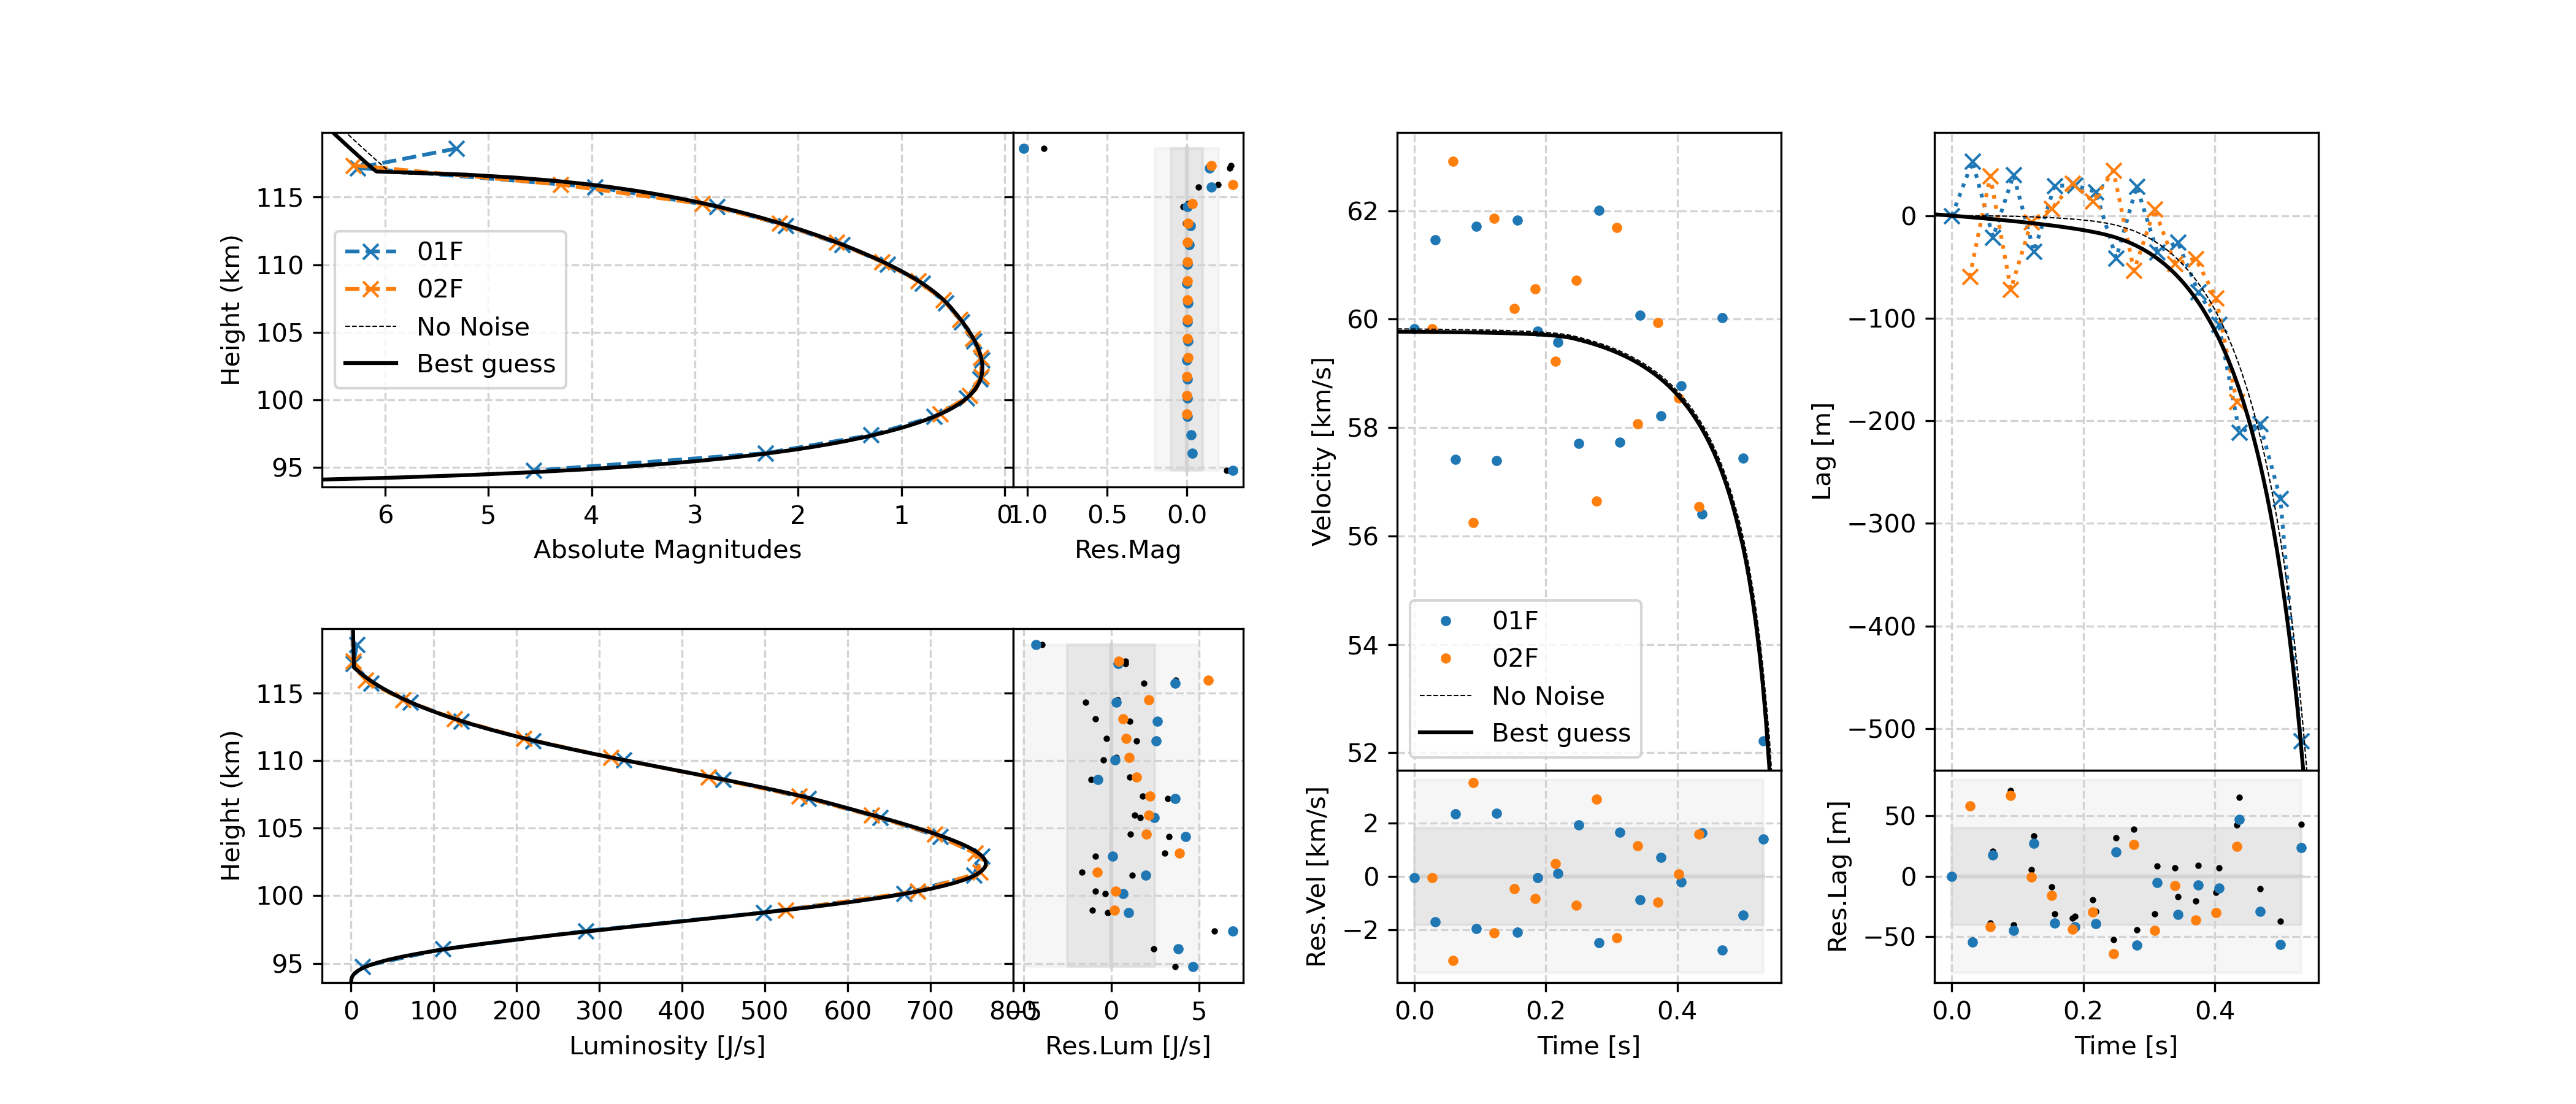 115
110
105
100
95
Height (km)
01F
02F
No Noise
Best guess
6 5 4 3 2 1 0
Absolute Magnitudes
1.0 0.5 0.0
Res.Mag
115
110
105
100
95
Height (km)
0 100 200 300 400 500 600 700 800
Luminosity [J/s]
−5 0 5
Res.Lum [J/s]
62
60
58
56
54
52
Velocity [km/s]
01F
02F
No Noise
Best guess
2
0
−2
Res.Vel [km/s]
0.0 0.2 0.4
Time [s]
0
−100
−200
−300
−400
−500
Lag [m]
50
0
−50
Res.Lag [m]
0.0 0.2 0.4
Time [s]